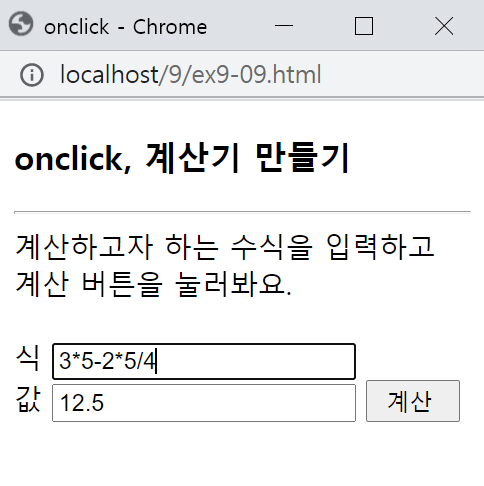 onclick - Chrome
localhost/9/ex9-09.html
onclick, 계산기 만들기
계산하고자 하는 수식을 입력하고
계산 버튼을 눌러봐요.
식 3*5-2*5/4
값 12.5 계산